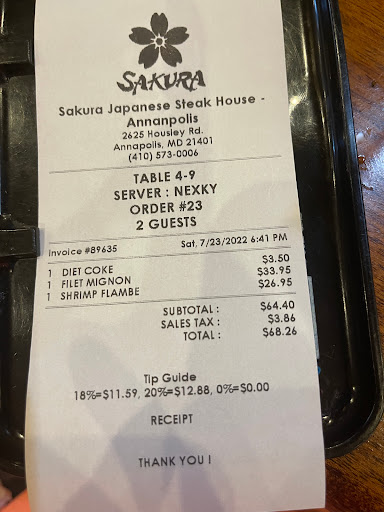 SAKURA
Sakura Japanese Steak House -
Annanpolis
2625 Housley Rd.
Annapolis, MD 21401
(410) 573-0006
TABLE 4-9
SERVER : NEXKY
ORDER #23
2 GUESTS
Invoice #89635 Sat, 7/23/2022 6:41 PM
1 DIET COKE $3.50
1 FILET MIGNON $33.95
1 SHRIMP FLAMBE $26.95
SUBTOTAL : $64.40
SALES TAX : $3.86
TOTAL : $68.26
Tip Guide
18%=$11.59, 20%=$12.88, 0%=$0.00
RECEIPT
THANK YOU !